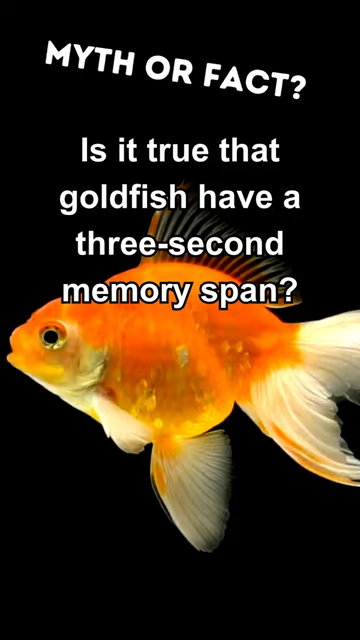 MYTH OR FACT?
Is it true that
goldfish have a
three-second
memory span?